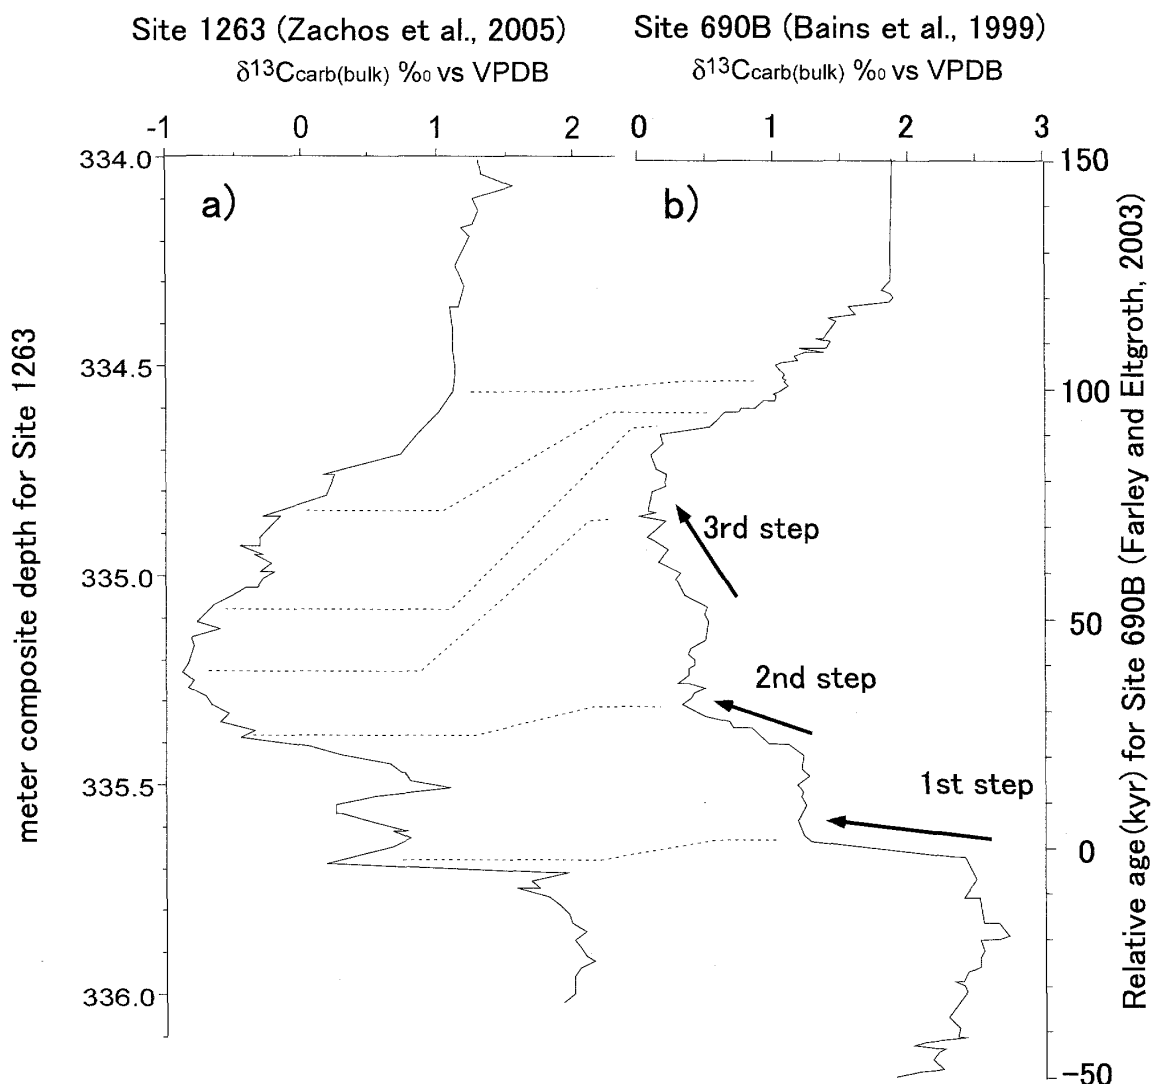 Site 1263 (Zachos et al., 2005)
δ13Ccarb(bulk) ‰ vs VPDB
-1 0 1 2
Site 690B (Bains et al., 1999)
δ13Ccarb(bulk) ‰ vs VPDB
0 1 2 3
meter composite depth for Site 1263
334.0
334.5
335.0
335.5
336.0
a)
b)
3rd step
2nd step
1st step
150
100
50
0
-50
Relative age(kyr) for Site 690B (Farley and Eltgroth, 2003)